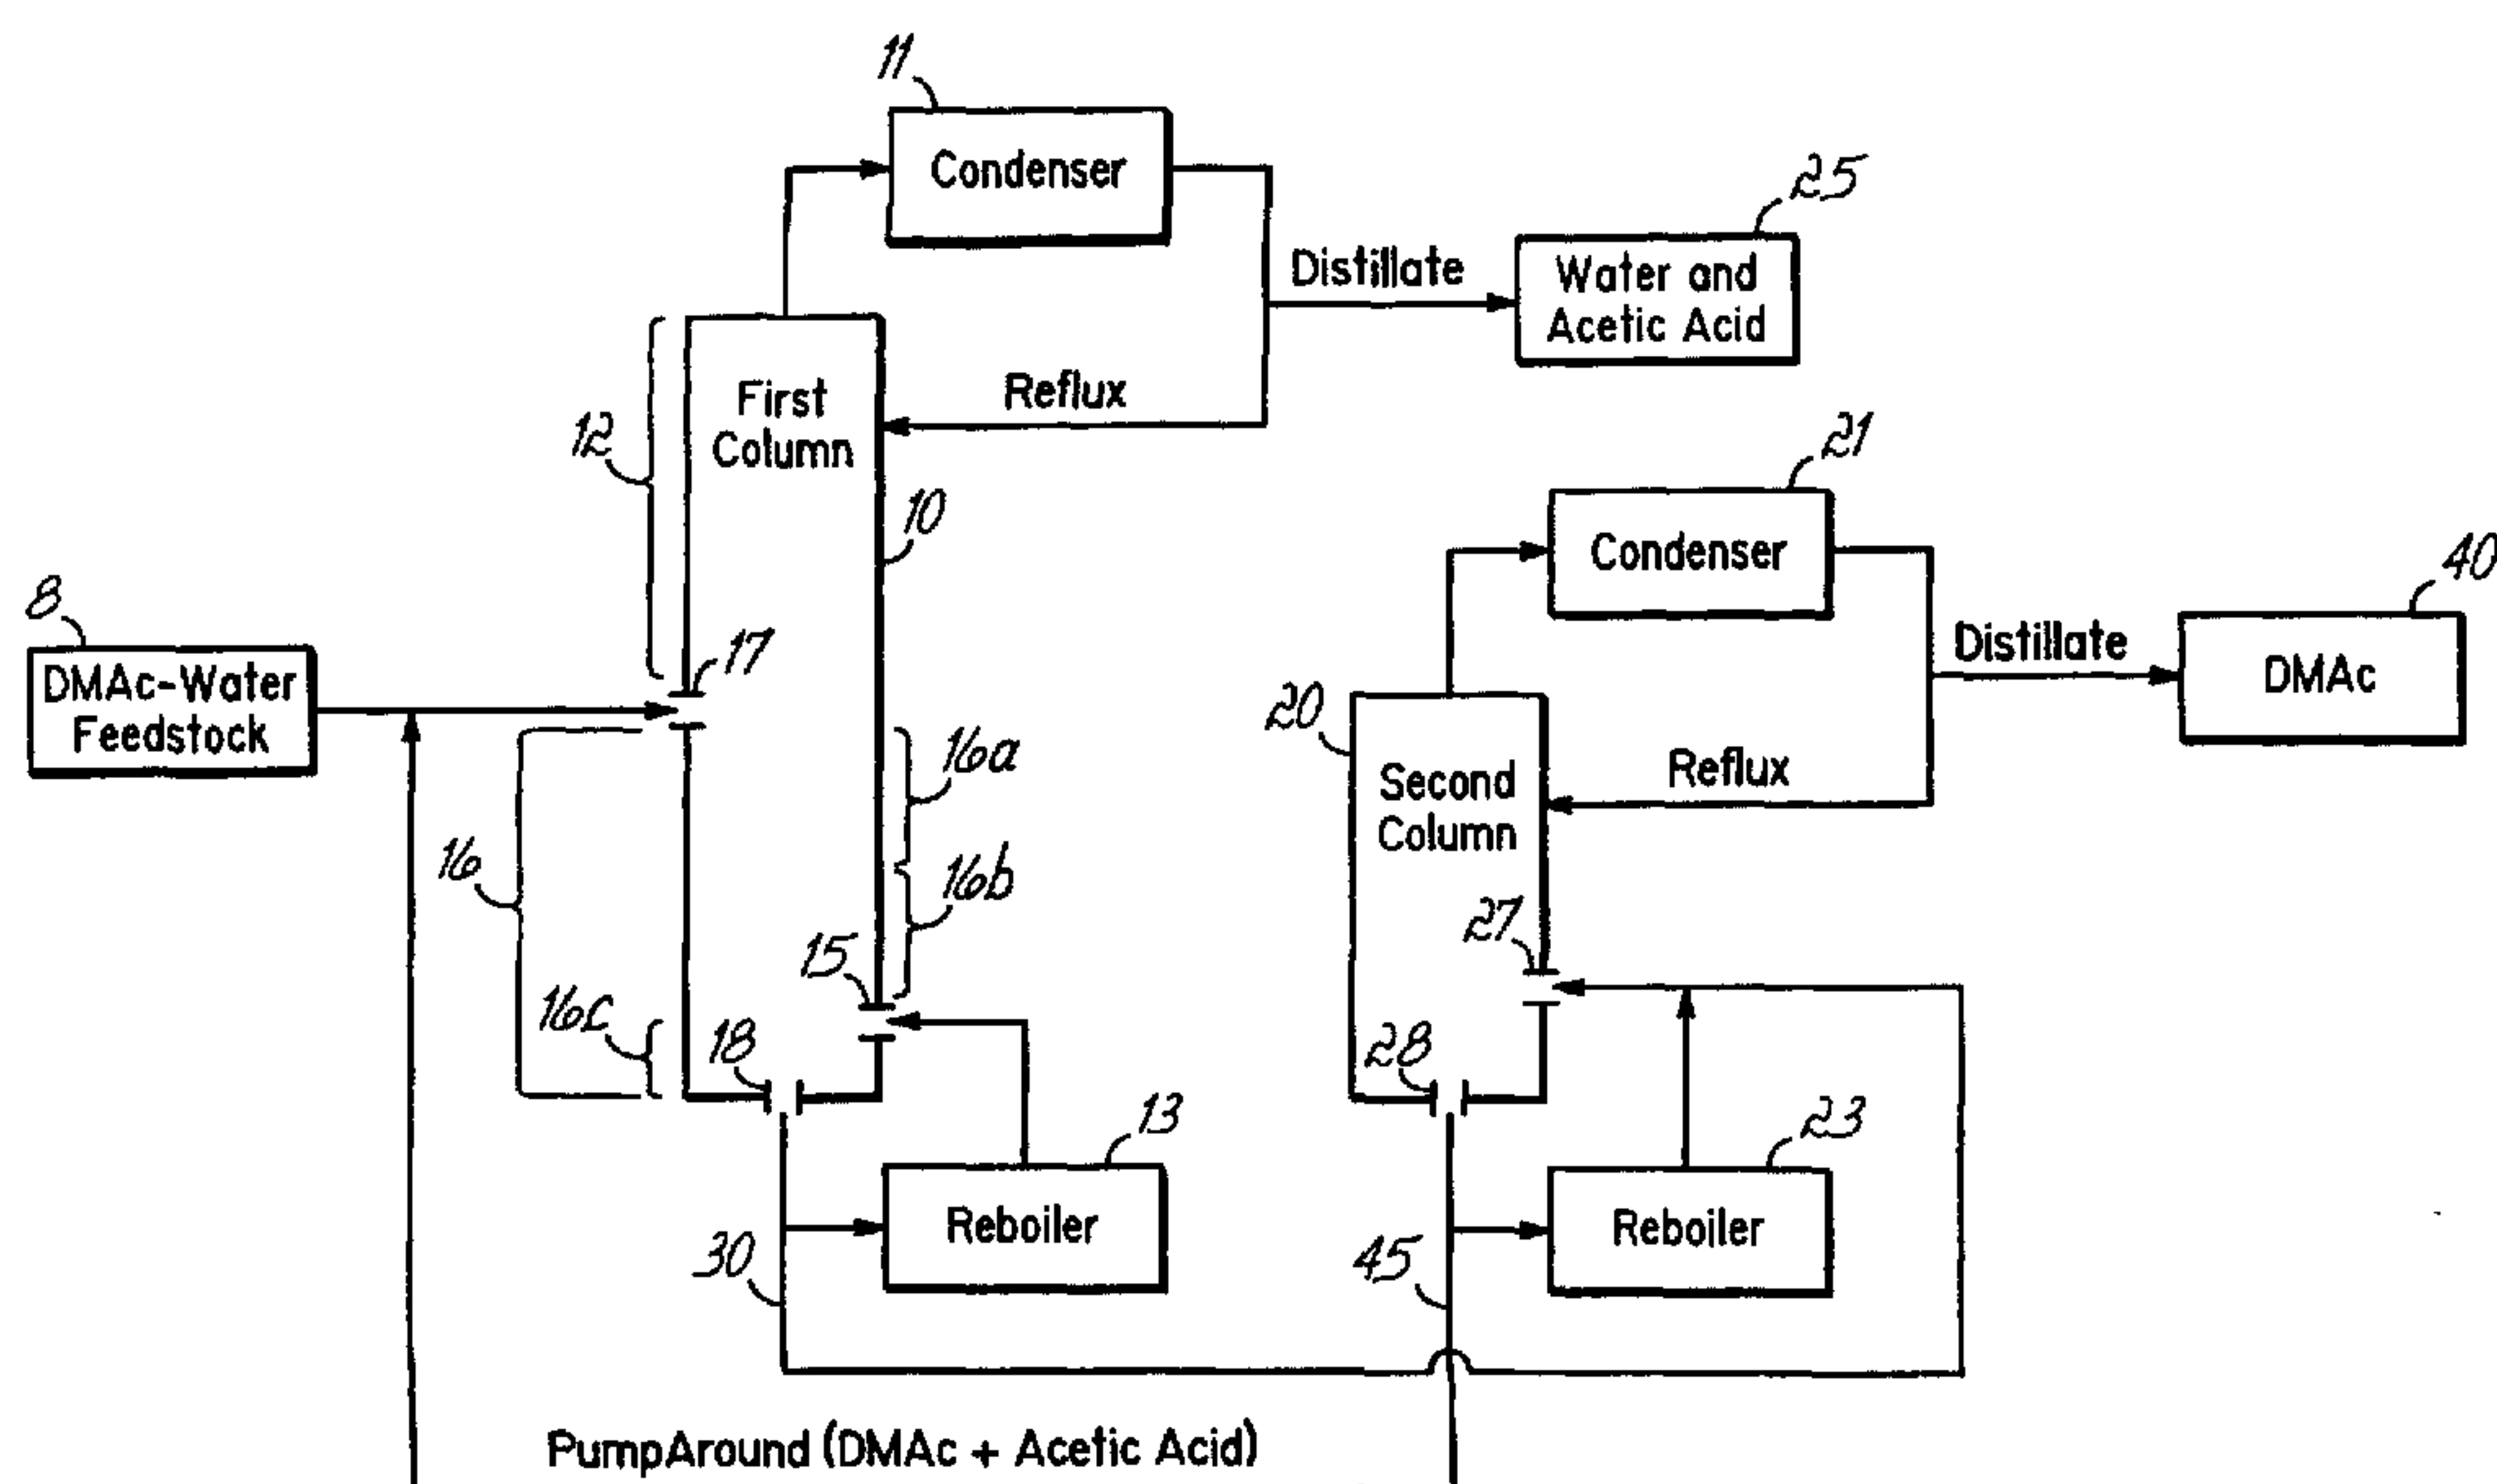 11
Condenser
25
Distillate
Water and
Acetic Acid
First
Column
Reflux
12
10
21
Condenser
40
8
DMAc-Water
Feedstock
17
Distillate
DMAc
20
16a
Second
Column
Reflux
16
16b
27
15
16c
18
28
13
23
Reboiler
Reboiler
30
45
PumpAround (DMAc + Acetic Acid)